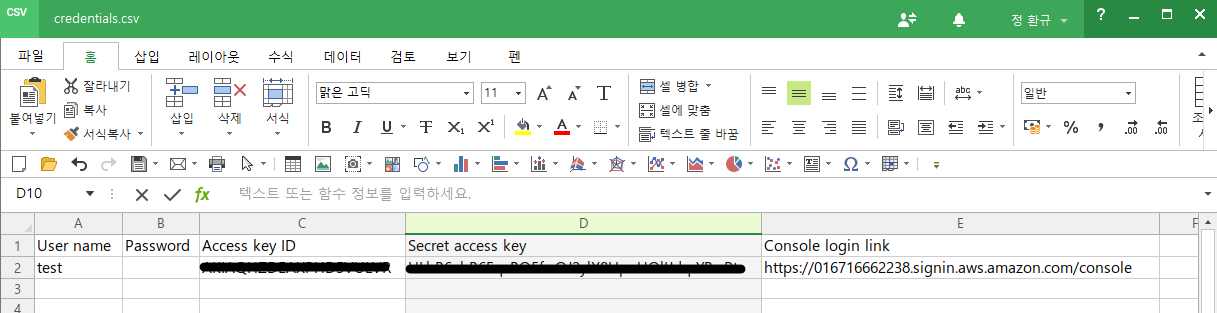 CSV credentials.csv 정 환규 ?
파일 홈 삽입 레이아웃 수식 데이터 검토 보기 펜
붙여넣기 잘라내기 복사 서식복사 삽입 삭제 서식 맑은 고딕 11 셀 병합 셀에 맞춤 텍스트 줄 바꿈 일반 조
D10 fx 텍스트 또는 함수 정보를 입력하세요.
A B C D E F
1 User name Password Access key ID Secret access key Console login link
2 test https://016716662238.signin.aws.amazon.com/console
3
4